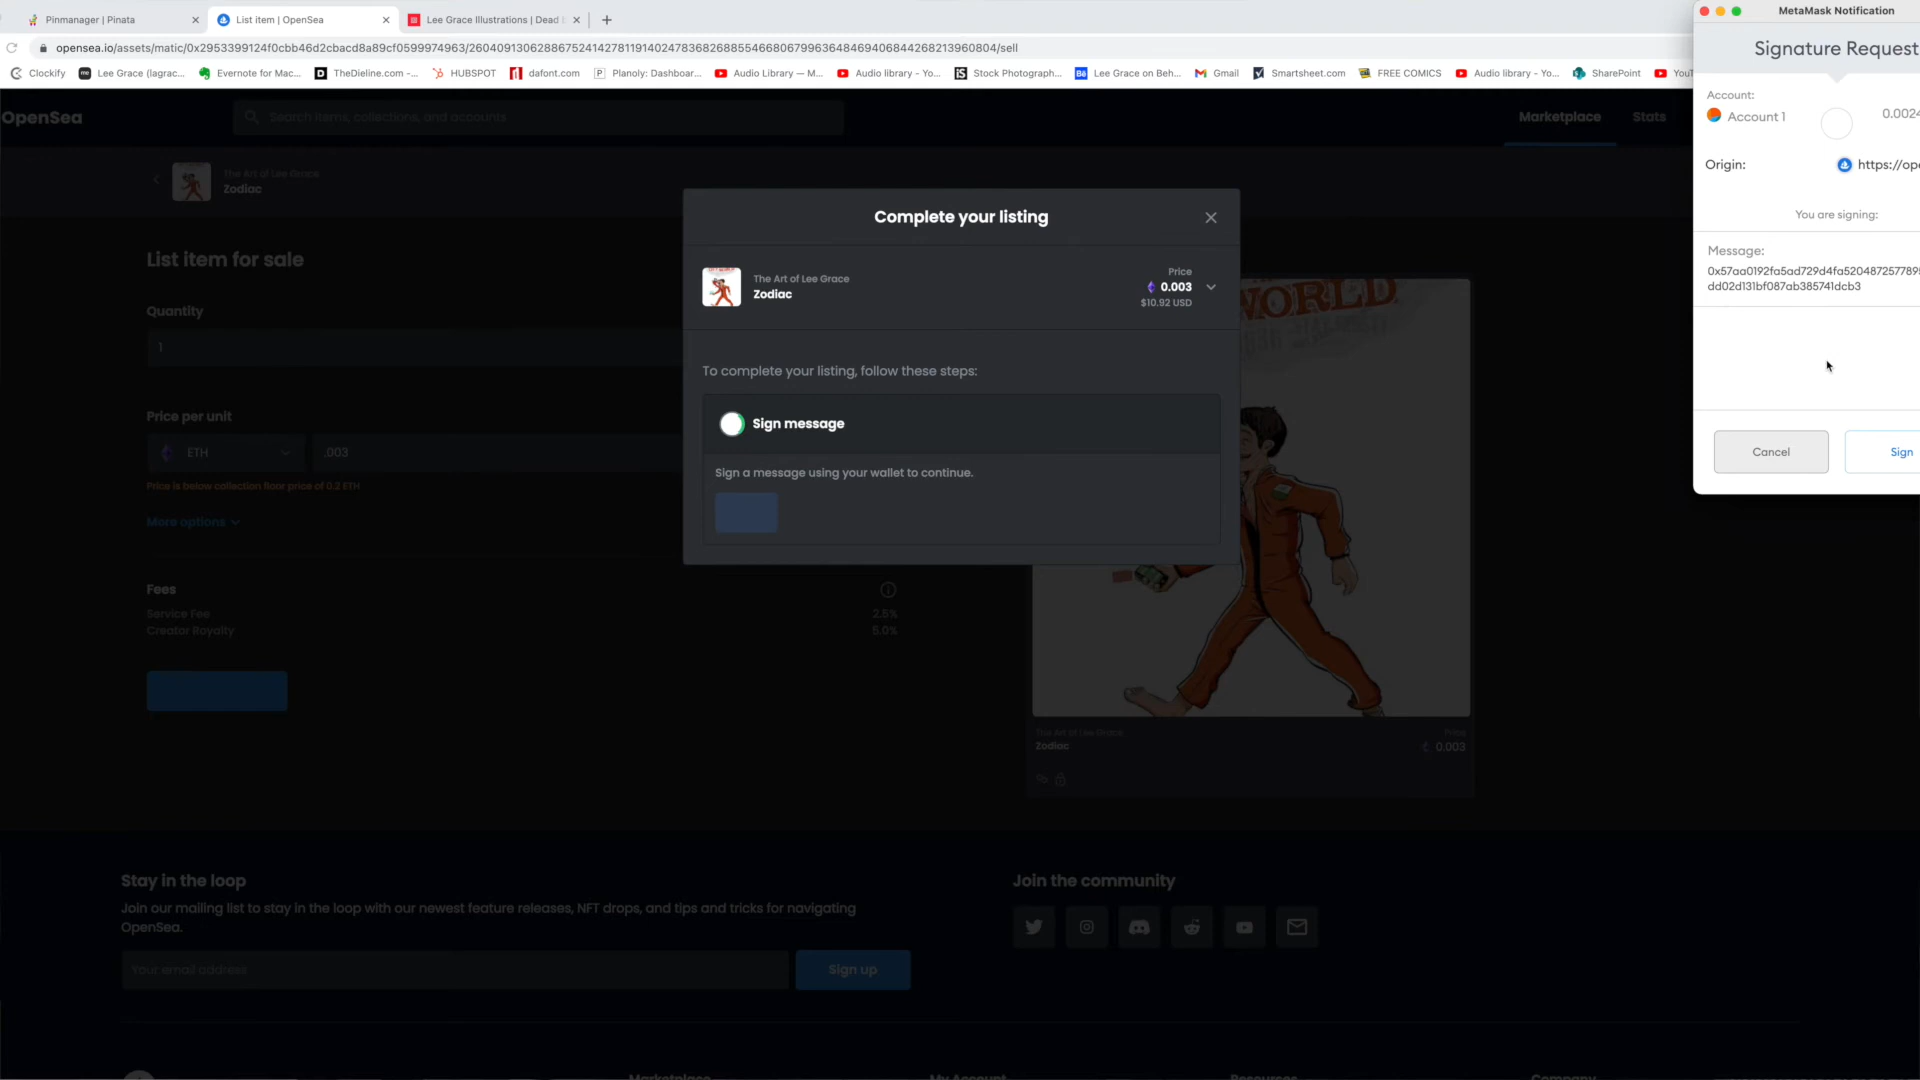 Pinmanager | Pinata
List item | OpenSea
Lee Grace Illustrations | Dead
MetaMask Notification
opensea.io/assets/matic/0x2953399124f0cbb46d2cbacd8a89cf0599974963/26040913062886752414278119140247836826885546680679963648469406844268213960804/sell
Clockify
Lee Grace (lagrac...
Evernote for Mac...
TheDieline.com -...
HUBSPOT
dafont.com
Planoly: Dashboar...
Audio Library — M...
Audio library - Yo...
Stock Photograph...
Lee Grace on Beh...
Gmail
Smartsheet.com
FREE COMICS
Audio library - Yo...
SharePoint
Signature Request
Account:
Account 1
0.0024
Origin:
https://ope
You are signing:
Message:
0x57aa0192fa5ad729d4fa520487257789
dd02d131bf087ab385741dcb3
Cancel
Sign
OpenSea
Search items, collections, and accounts
Marketplace
Stats
The Art of Lee Grace
Zodiac
List item for sale
Quantity
1
Price per unit
ETH
.003
Price is below collection floor price of 0.2 ETH
More options
Fees
Service Fee
2.5%
Creator Royalty
5.0%
Complete your listing
The Art of Lee Grace
Zodiac
Price
0.003
$10.92 USD
To complete your listing, follow these steps:
Sign message
Sign a message using your wallet to continue.
WORLD
The Art of Lee Grace
Zodiac
Price
0.003
Stay in the loop
Join our mailing list to stay in the loop with our newest feature releases, NFT drops, and tips and tricks for navigating
OpenSea.
Your email address
Sign up
Join the community
Marketplace
My Account
Resources
Company